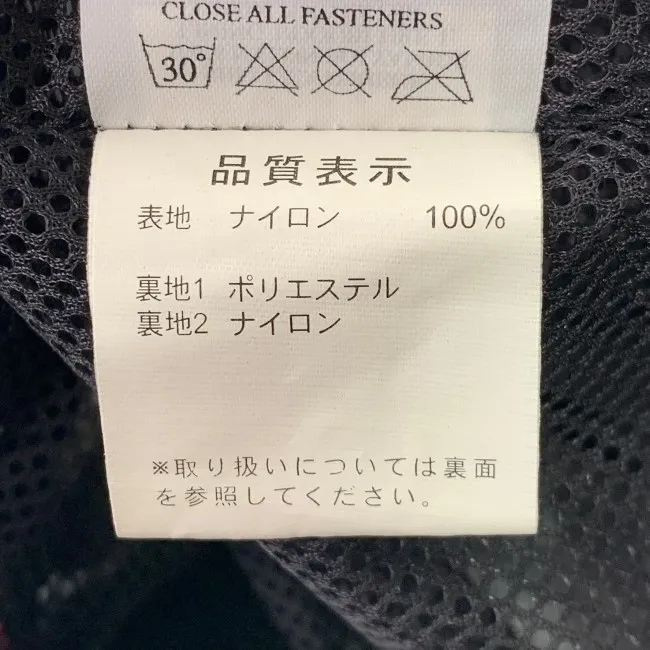 CLOSE ALL FASTENERS
30°
品質表示
表地 ナイロン 100%
裏地1 ポリエステル
裏地2 ナイロン
※取り扱いについては裏面
を参照してください。